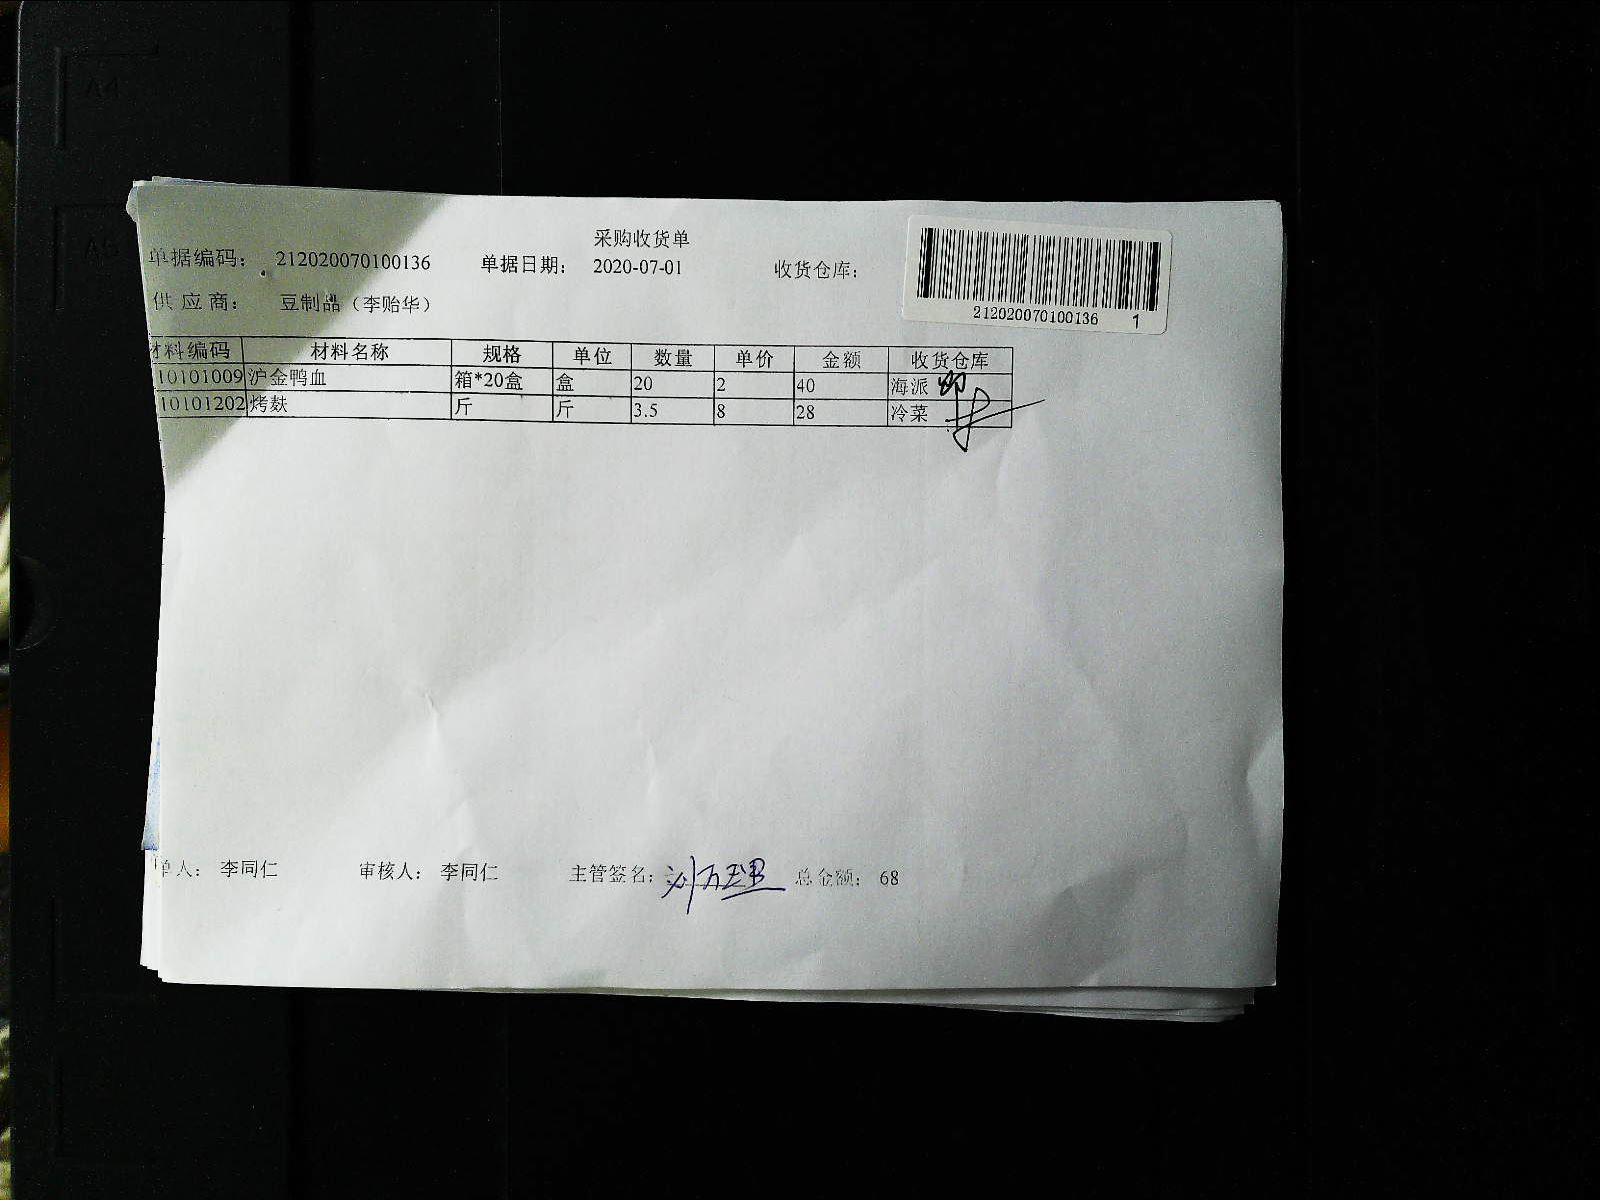 采购收货单
单据编码： 212020070100136 单据日期： 2020-07-01 收货仓库：
212020070100136 1
供应商： 豆制品（李贻华）
材料编码 材料名称 规格 单位 数量 单价 金额 收货仓库
10101009 沪金鸭血 箱*20盒 盒 20 2 40 海派
10101202 烤麸 斤 斤 3.5 8 28 冷菜
单人： 李同仁 审核人： 李同仁 主管签名： 总金额： 68